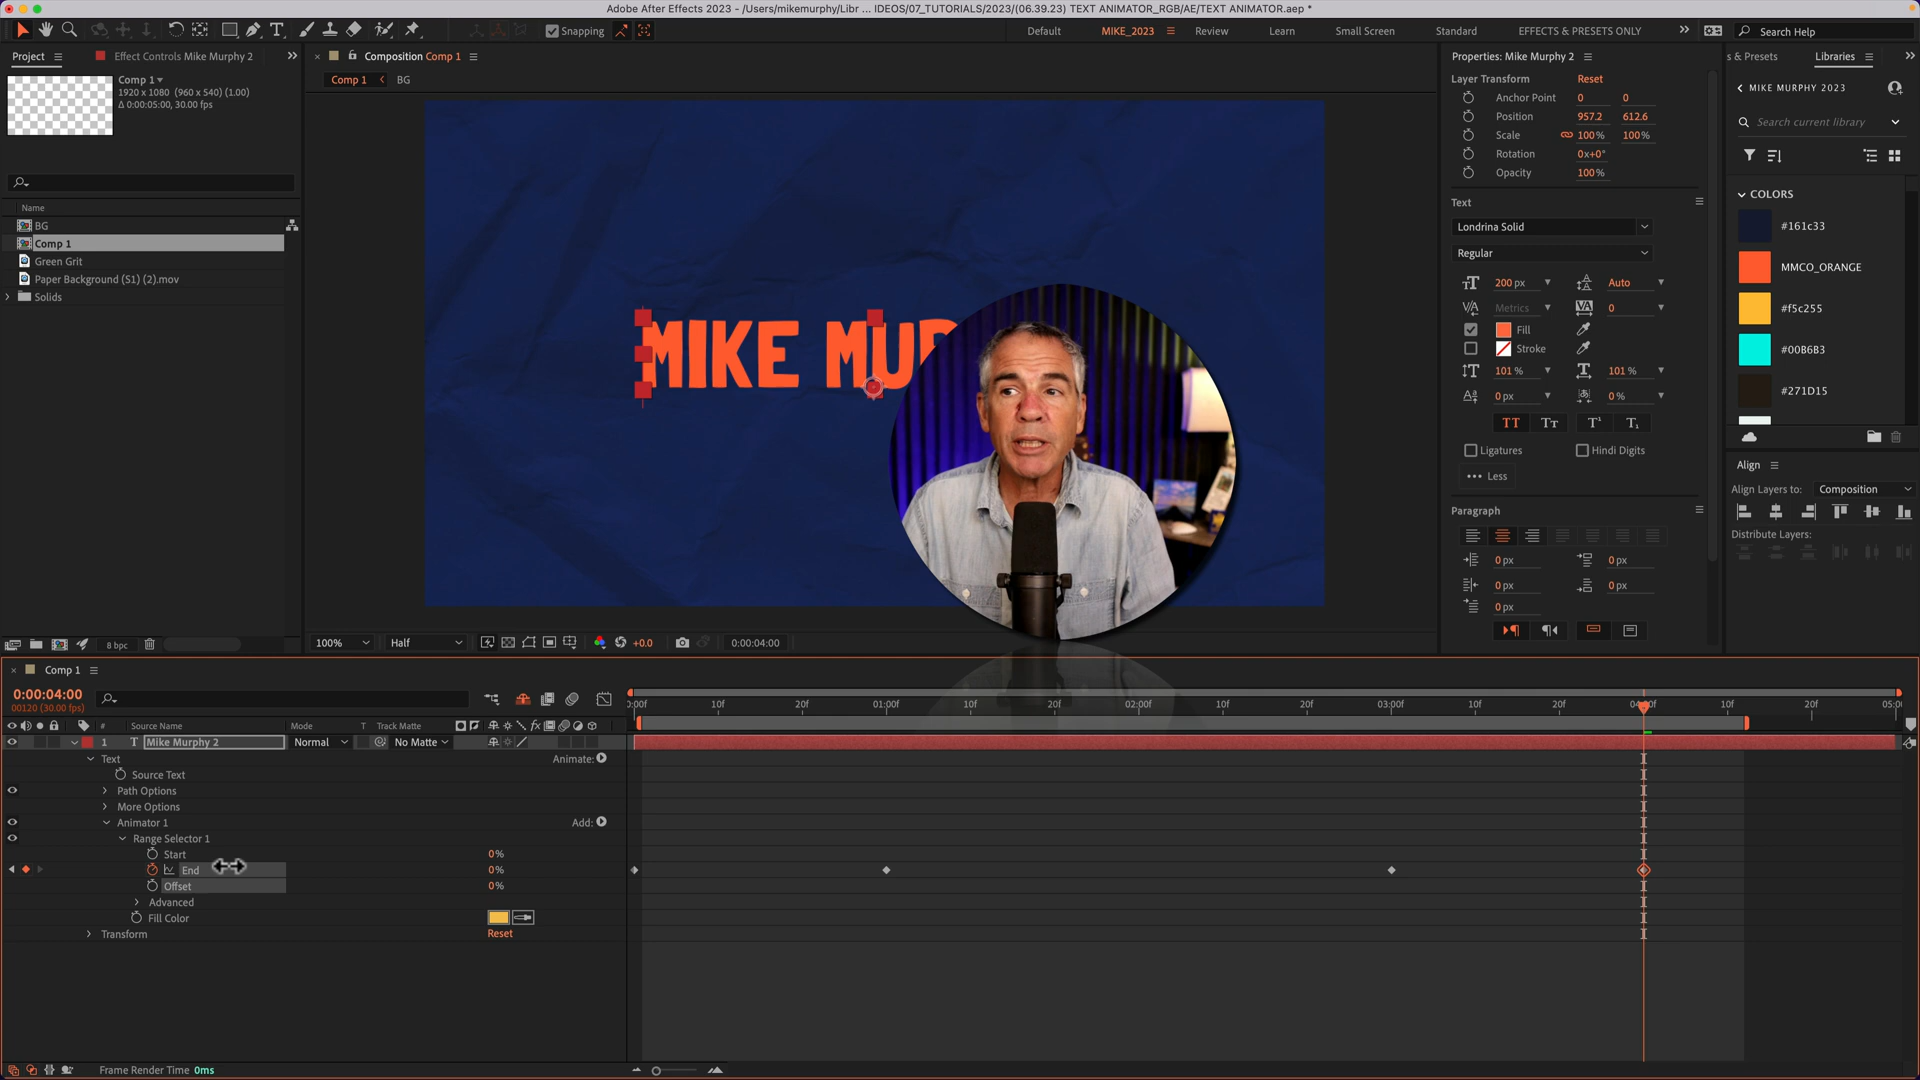 Adobe After Effects 2023 - /Users/mikemurphy/Libr ... IDEOS/07_TUTORIALS/2023/(06.39.23) TEXT ANIMATOR_RGB/AE/TEXT ANIMATOR.aep *
Snapping
Default
MIKE_2023
Review
Learn
Small Screen
Standard
EFFECTS & PRESETS ONLY
Search Help
Project
Effect Controls Mike Murphy 2
Comp 1
1920 x 1080 (960 x 540) (1.00)
Δ 0:00:05:00, 30.00 fps
Name
BG
Comp 1
Green Grit
Paper Background (S1) (2).mov
Solids
8 bpc
Composition Comp 1
Comp 1
BG
MIKE MUR
100%
Half
+0.0
0:00:04:00
Properties: Mike Murphy 2
Layer Transform
Reset
Anchor Point 0 0
Position 957.2 612.6
Scale 100% 100%
Rotation 0x+0°
Opacity 100%
Text
Londrina Solid
Regular
200 px
Auto
Metrics
0
Fill
Stroke
101 %
101 %
0 px
0 %
TT TT T¹ T₁
Ligatures
Hindi Digits
Less
Paragraph
0 px
0 px
0 px
0 px
0 px
s & Presets
Libraries
MIKE MURPHY 2023
Search current library
COLORS
#161c33
MMCO_ORANGE
#f5c255
#00B6B3
#271D15
Align
Align Layers to: Composition
Distribute Layers:
Comp 1
0:00:04:00
00120 (30.00 fps)
# Source Name Mode T Track Matte
1 T Mike Murphy 2 Normal No Matte
Text Animate:
Source Text
Path Options
More Options
Animator 1 Add:
Range Selector 1
Start 0%
End 0%
Offset 0%
Advanced
Fill Color
Transform Reset
:00f 10f 20f 01:00f 10f 20f 02:00f 10f 20f 03:00f 10f 20f 10f 20f 05:0
Frame Render Time 0ms